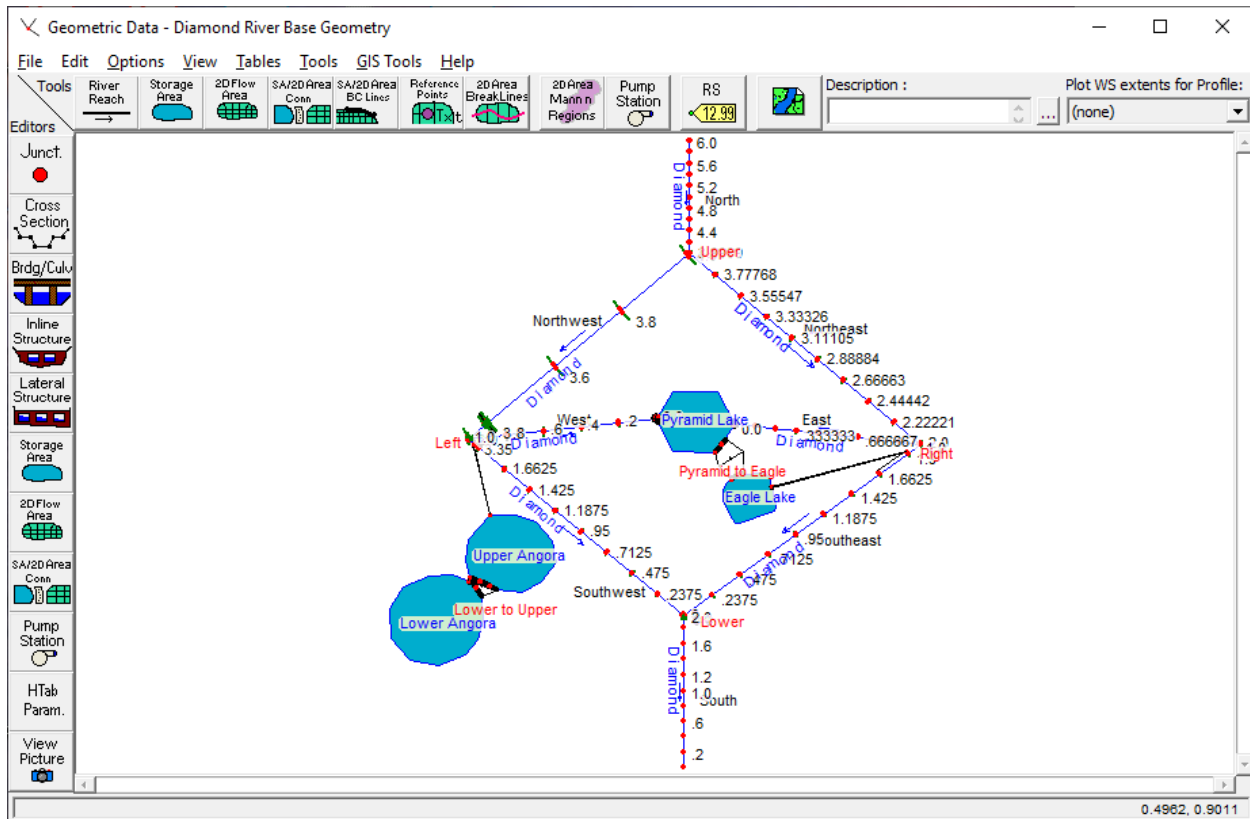 Geometric Data - Diamond River Base Geometry
File Edit Options View Tables Tools GIS Tools Help
Tools
Editors
River
Reach
Storage
Area
2D Flow
Area
SA/2D Area
Conn
SA/2D Area
BC Lines
Reference
Points
2D Area
BreakLines
2D Area
Mann n
Regions
Pump
Station
RS
12.99
Description :
...
Plot WS extents for Profile:
(none)
Junct.
Cross
Section
Brdg/Culv
Inline
Structure
Lateral
Structure
Storage
Area
2D Flow
Area
SA/2D Area
Conn
Pump
Station
HTab
Param.
View
Picture
6.0
5.6
5.2
Diamond
North
4.8
4.4
Upper
3.77768
3.55547
3.33326
Northeast
Diamond
3.11105
2.88884
2.66663
2.44442
2.22221
Northwest
3.8
3.6
Diamond
Left
1.0
3.8
3.35
.6
West
.4
.2
Diamond
Pyramid Lake
0.0
East
.333333
Diamond
.666667
Right
Pyramid to Eagle
Eagle Lake
1.6625
1.425
1.1875
.95
.7125
.475
.2375
Diamond
Southwest
1.6625
1.425
1.1875
.95
Southeast
.7125
Diamond
.475
.2375
Upper Angora
Lower to Upper
Lower Angora
Lower
1.6
Diamond
1.2
1.0
South
.6
.2
0.4962, 0.9011